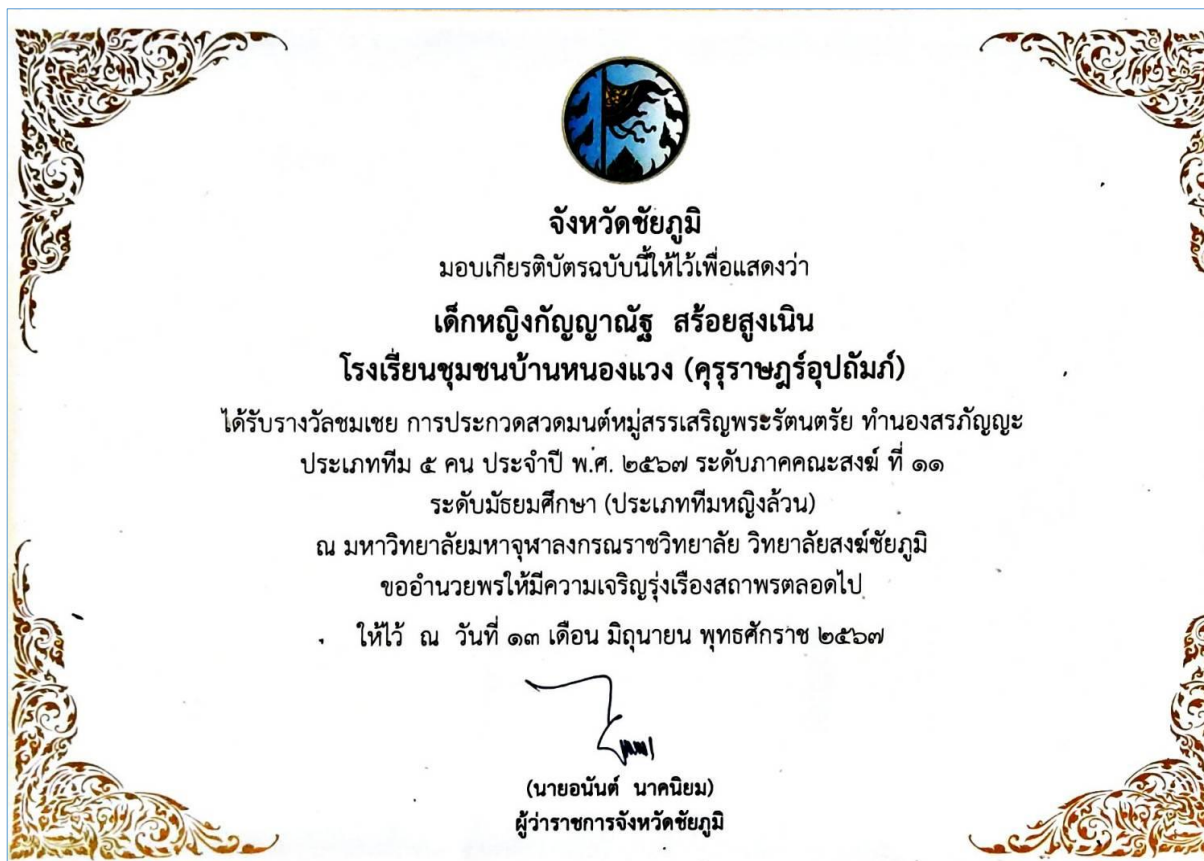 จังหวัดชัยภูมิ
มอบเกียรติบัตรฉบับนี้ให้ไว้เพื่อแสดงว่า
เด็กหญิงกัญญาณัฐ สร้อยสูงเนิน
โรงเรียนชุมชนบ้านหนองแวง (คุรุราษฎร์อุปถัมภ์)
ได้รับรางวัลชมเชย การประกวดสวดมนต์หมู่สรรเสริญพระรัตนตรัย ทำนองสรภัญญะ
ประเภททีม ๕ คน ประจำปี พ.ศ. ๒๕๖๗ ระดับภาคคณะสงฆ์ ที่ ๑๑
ระดับมัธยมศึกษา (ประเภททีมหญิงล้วน)
ณ มหาวิทยาลัยมหาจุฬาลงกรณราชวิทยาลัย วิทยาลัยสงฆ์ชัยภูมิ
ขออำนวยพรให้มีความเจริญรุ่งเรืองสถาพรตลอดไป
ให้ไว้ ณ วันที่ ๑๓ เดือน มิถุนายน พุทธศักราช ๒๕๖๗
(นายอนันต์ นาคนิยม)
ผู้ว่าราชการจังหวัดชัยภูมิ